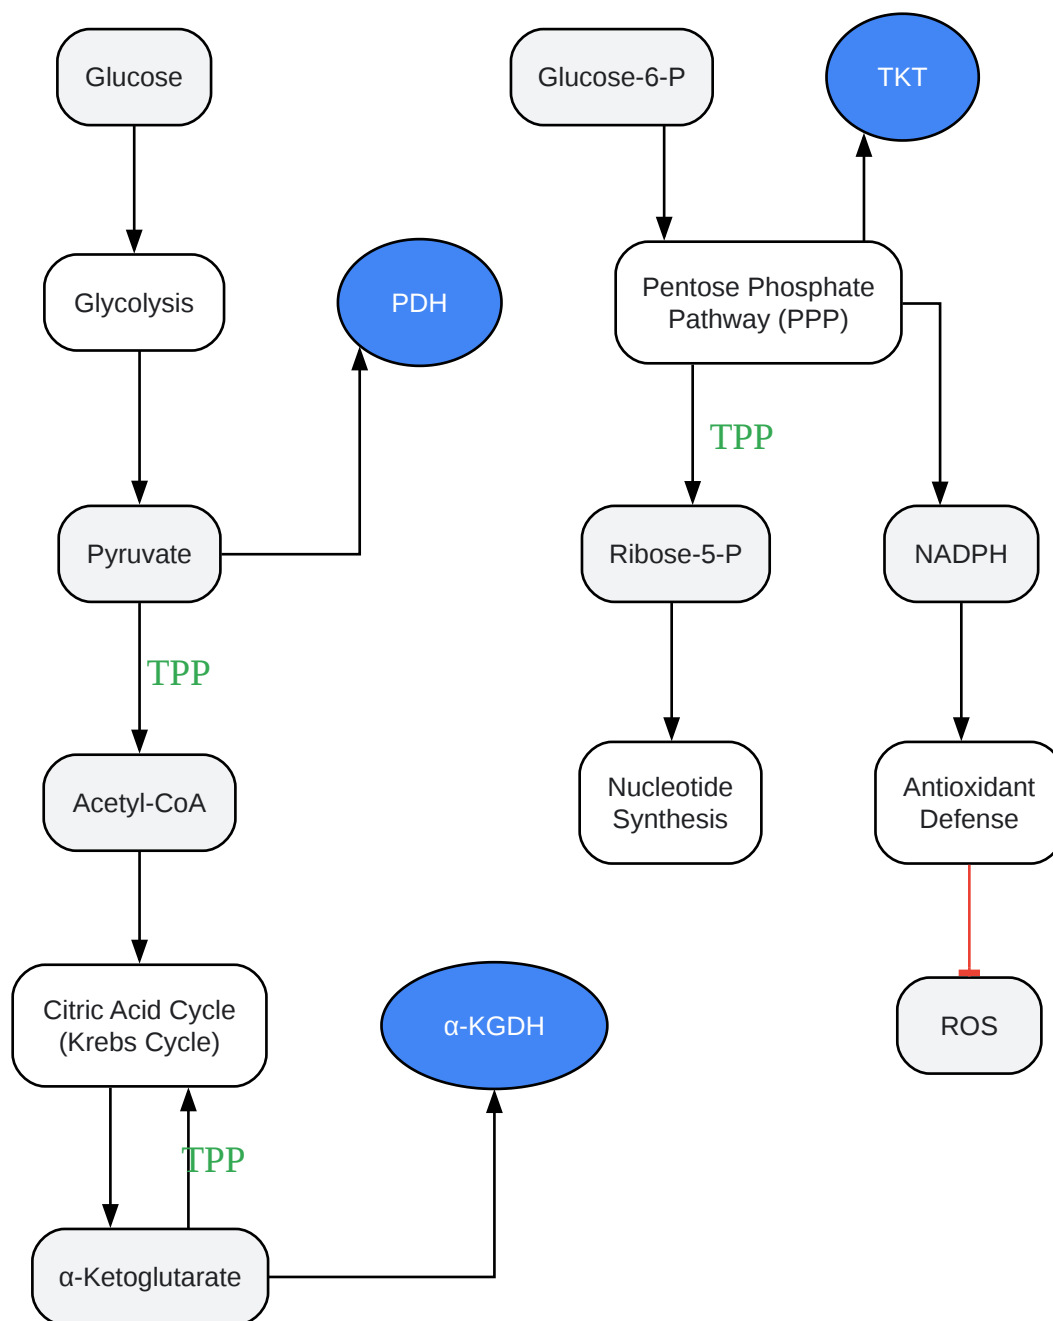 Glucose
Glucose-6-P
TKT
Glycolysis
PDH
Pentose Phosphate
Pathway (PPP)
TPP
Pyruvate
Ribose-5-P
NADPH
TPP
Acetyl-CoA
Nucleotide
Synthesis
Antioxidant
Defense
Citric Acid Cycle
(Krebs Cycle)
α-KGDH
ROS
TPP
α-Ketoglutarate